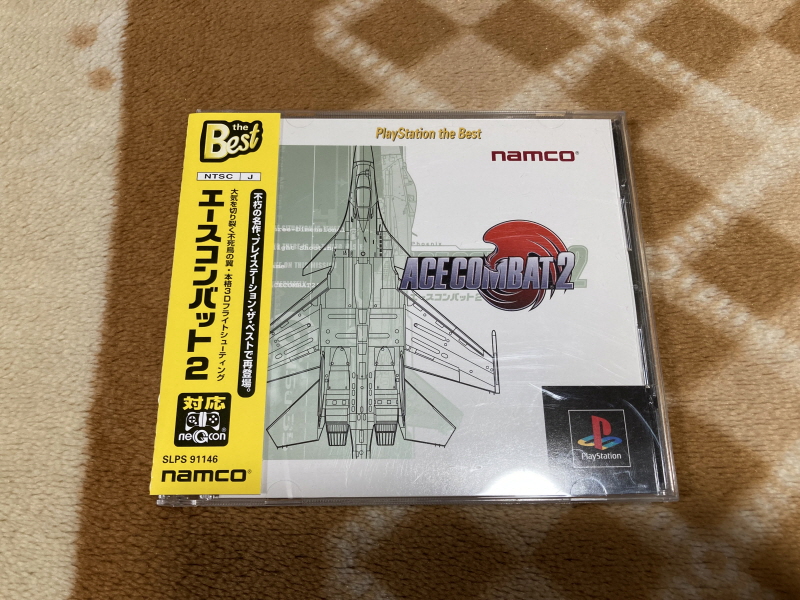 the
Best
NTSC J
不朽の名作、プレイステーション・ザ・ベストで再登場。
大気を切り裂く不死鳥の翼・本格3Dフライトシューティング
エースコンバット2
対応
neGcon®
SLPS 91146
namco®
PlayStation the Best
namco®
Phoenix
ACE COMBAT 2
2
エースコンバット2
PlayStation